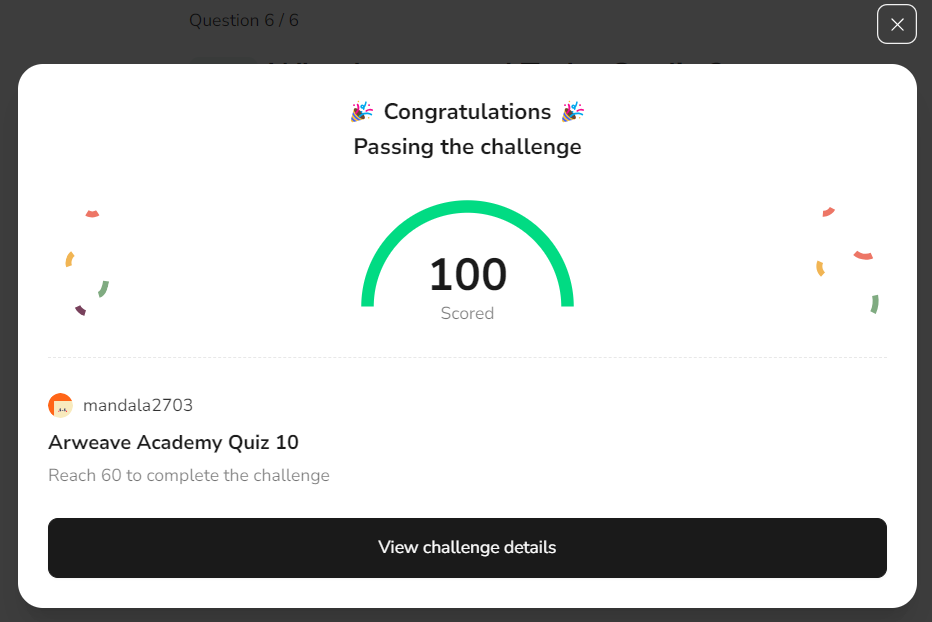 Question 6 / 6
🎉 Congratulations 🎉
Passing the challenge
100
Scored
mandala2703
Arweave Academy Quiz 10
Reach 60 to complete the challenge
View challenge details